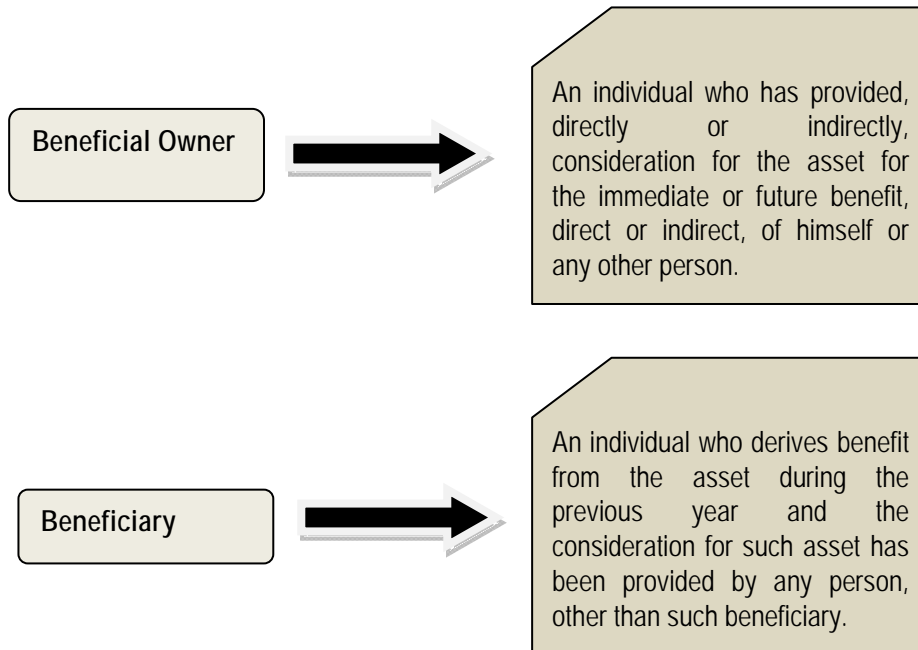 Beneficial Owner
An individual who has provided,
directly or indirectly,
consideration for the asset for
the immediate or future benefit,
direct or indirect, of himself or
any other person.
Beneficiary
An individual who derives benefit
from the asset during the
previous year and the
consideration for such asset has
been provided by any person,
other than such beneficiary.